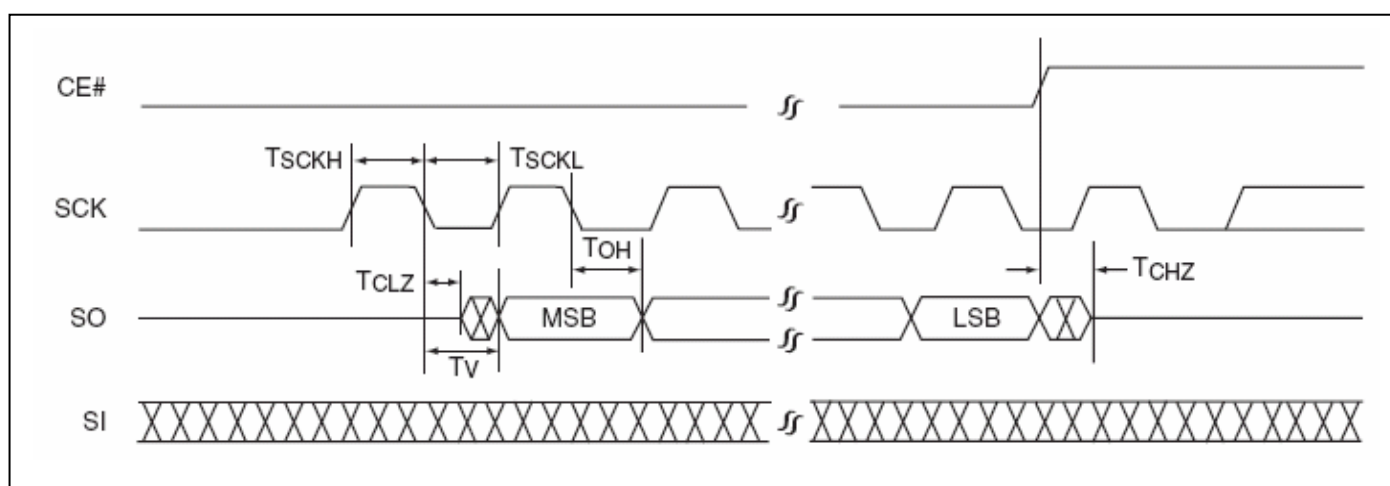 CE#
TSCKH
TSCKL
SCK
TOH
TCLZ
TCHZ
SO
MSB
LSB
TV
SI